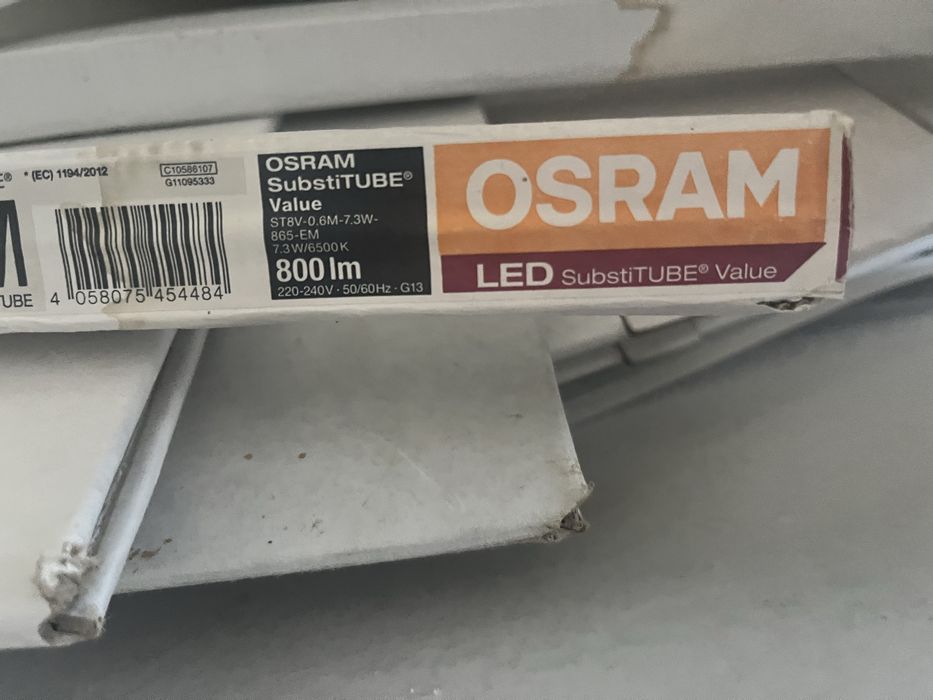 * (EC) 1194/2012
C10586107
G11095333
4 058075 454484
OSRAM
SubstiTUBE®
Value
ST8V-0.6M-7.3W-
865-EM
7.3W/6500K
800 lm
220-240V · 50/60Hz · G13
OSRAM
LED SubstiTUBE® Value